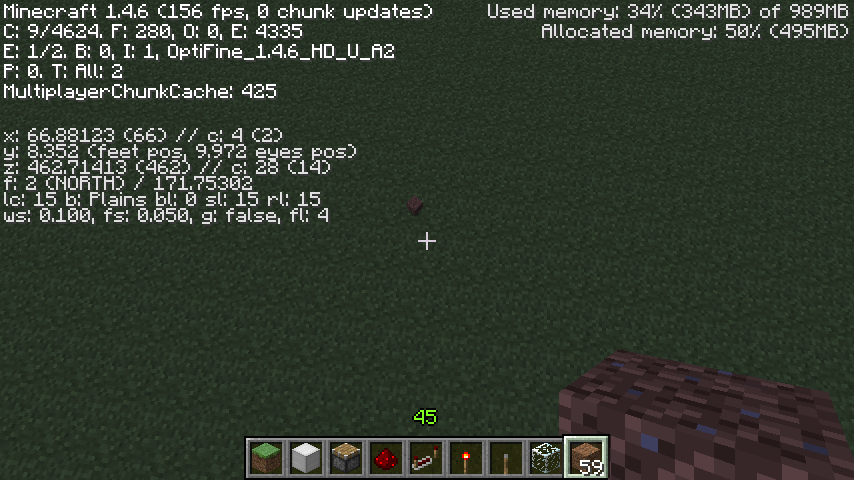 Minecraft 1.4.6 (156 fps, 0 chunk updates)
Used memory: 34% (343MB) of 989MB
C: 9/4624. F: 280, O: 0, E: 4335
Allocated memory: 50% (495MB)
E: 1/2. B: 0, I: 1, OptiFine_1.4.6_HD_U_A2
P: 0. T: All: 2
MultiplayerChunkCache: 425
x: 66.88123 (66) // c: 4 (2)
y: 8.352 (feet pos, 9.972 eyes pos)
z: 462.71413 (462) // c: 28 (14)
f: 2 (NORTH) / 171.75302
lc: 15 b: Plains bl: 0 sl: 15 rl: 15
ws: 0.100, fs: 0.050, g: false, fl: 4
45
59